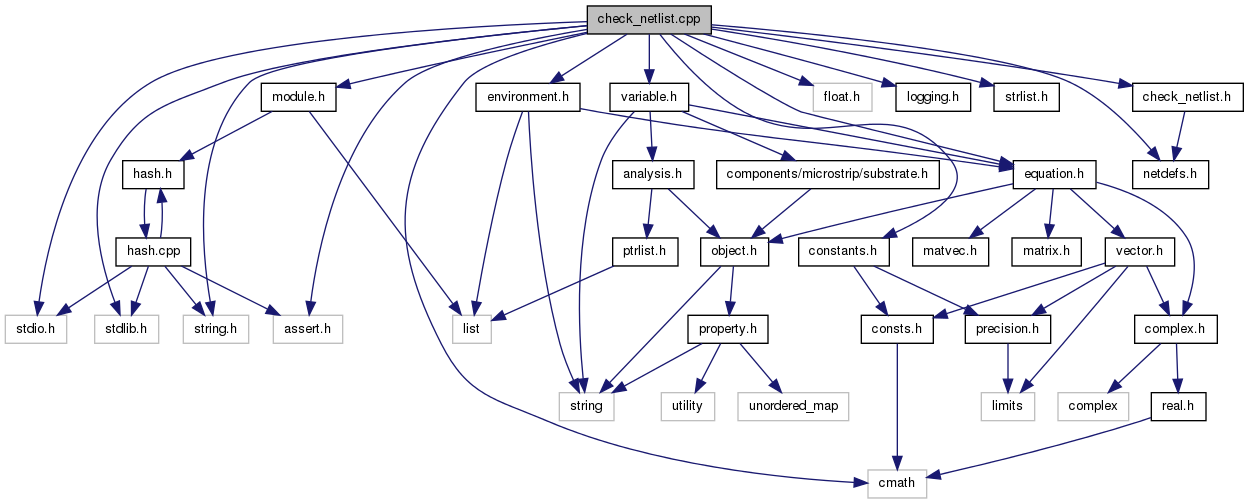 check_netlist.cpp
module.h
environment.h
variable.h
float.h
logging.h
strlist.h
check_netlist.h
hash.h
analysis.h
components/microstrip/substrate.h
equation.h
netdefs.h
hash.cpp
ptrlist.h
object.h
constants.h
matvec.h
matrix.h
vector.h
stdio.h
stdlib.h
string.h
assert.h
list
property.h
consts.h
precision.h
complex.h
string
utility
unordered_map
limits
complex
real.h
cmath